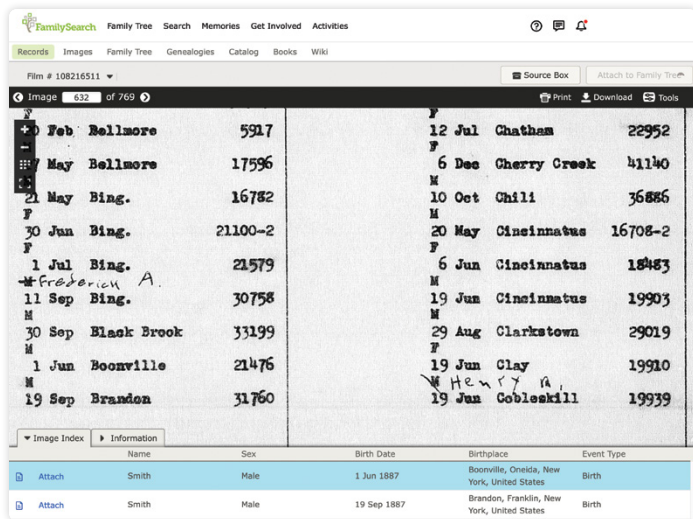 FamilySearch Family Tree Search Memories Get Involved Activities
Records Images Family Tree Genealogies Catalog Books Wiki
Film # 108216511
Source Box
Attach to Family Tree
Image 632 of 769
Print Download Tools
F
20 Feb Bellmore 5917
May Bellmore 17596
21 May Bing. 16782
F
30 Jun Bing. 21100-2
F
1 Jul Bing. 21579
Frederick A.
11 Sep Bing. 30758
M
30 Sep Black Brook 33199
M
1 Jun Boonville 21476
M
19 Sep Brandon 31760
F
12 Jul Chatham 22952
F
6 Dec Cherry Creek 41140
M
10 Oct Chili 36886
M
20 May Cincinnatus 16708-2
F
6 Jun Cincinnatus 18483
M
19 Jun Cincinnatus 19903
M
29 Aug Clarkstown 29019
F
19 Jun Clay 19910
M Henry
19 Jun Cobleskill 19939
Image Index Information
Name Sex Birth Date Birthplace Event Type
Attach Smith Male 1 Jun 1887 Boonville, Oneida, New Birth
York, United States
Attach Smith Male 19 Sep 1887 Brandon, Franklin, New Birth
York, United States